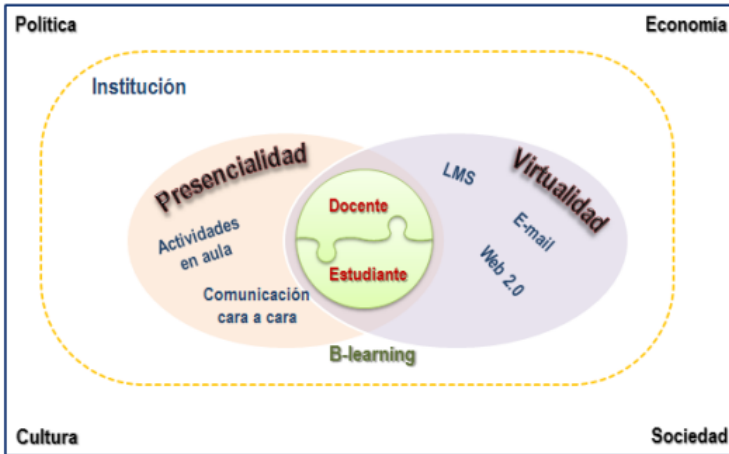 Política
Economía
Institución
Presencialidad
Virtualidad
LMS
Docente
E-mail
Actividades
en aula
Web 2.0
Estudiante
Comunicación
cara a cara
B-learning
Cultura
Sociedad